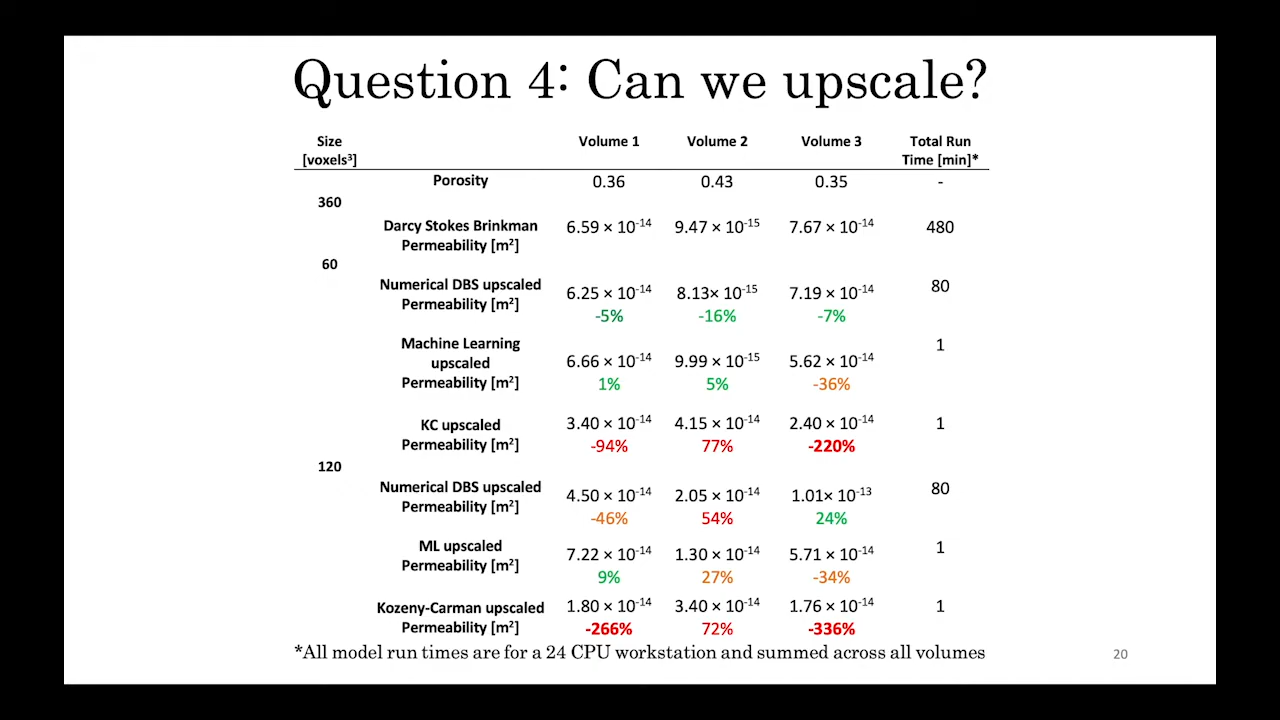 Question 4: Can we upscale?
Size [voxels³] Volume 1 Volume 2 Volume 3 Total Run Time [min]*
Porosity 0.36 0.43 0.35 -
360
Darcy Stokes Brinkman Permeability [m²] 6.59 × 10⁻¹⁴ 9.47 × 10⁻¹⁵ 7.67 × 10⁻¹⁴ 480
60
Numerical DBS upscaled Permeability [m²] 6.25 × 10⁻¹⁴ 8.13× 10⁻¹⁵ 7.19 × 10⁻¹⁴ 80
-5% -16% -7%
Machine Learning upscaled Permeability [m²] 6.66 × 10⁻¹⁴ 9.99 × 10⁻¹⁵ 5.62 × 10⁻¹⁴ 1
1% 5% -36%
KC upscaled Permeability [m²] 3.40 × 10⁻¹⁴ 4.15 × 10⁻¹⁴ 2.40 × 10⁻¹⁴ 1
-94% 77% -220%
120
Numerical DBS upscaled Permeability [m²] 4.50 × 10⁻¹⁴ 2.05 × 10⁻¹⁴ 1.01× 10⁻¹³ 80
-46% 54% 24%
ML upscaled Permeability [m²] 7.22 × 10⁻¹⁴ 1.30 × 10⁻¹⁴ 5.71 × 10⁻¹⁴ 1
9% 27% -34%
Kozeny-Carman upscaled Permeability [m²] 1.80 × 10⁻¹⁴ 3.40 × 10⁻¹⁴ 1.76 × 10⁻¹⁴ 1
-266% 72% -336%
*All model run times are for a 24 CPU workstation and summed across all volumes
20